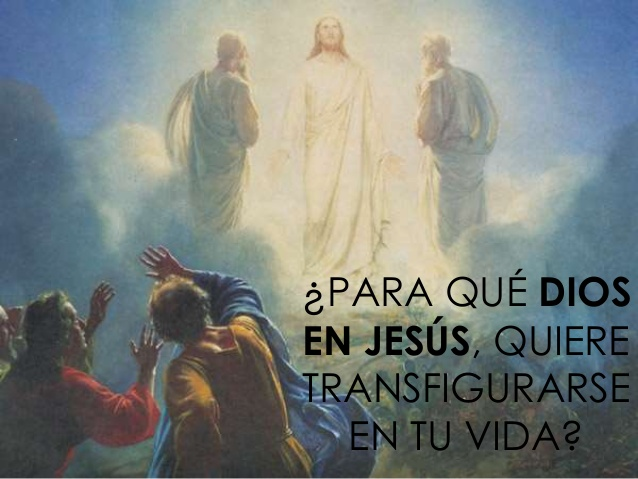 ¿PARA QUÉ DIOS
EN JESÚS, QUIERE
TRANSFIGURARSE
EN TU VIDA?